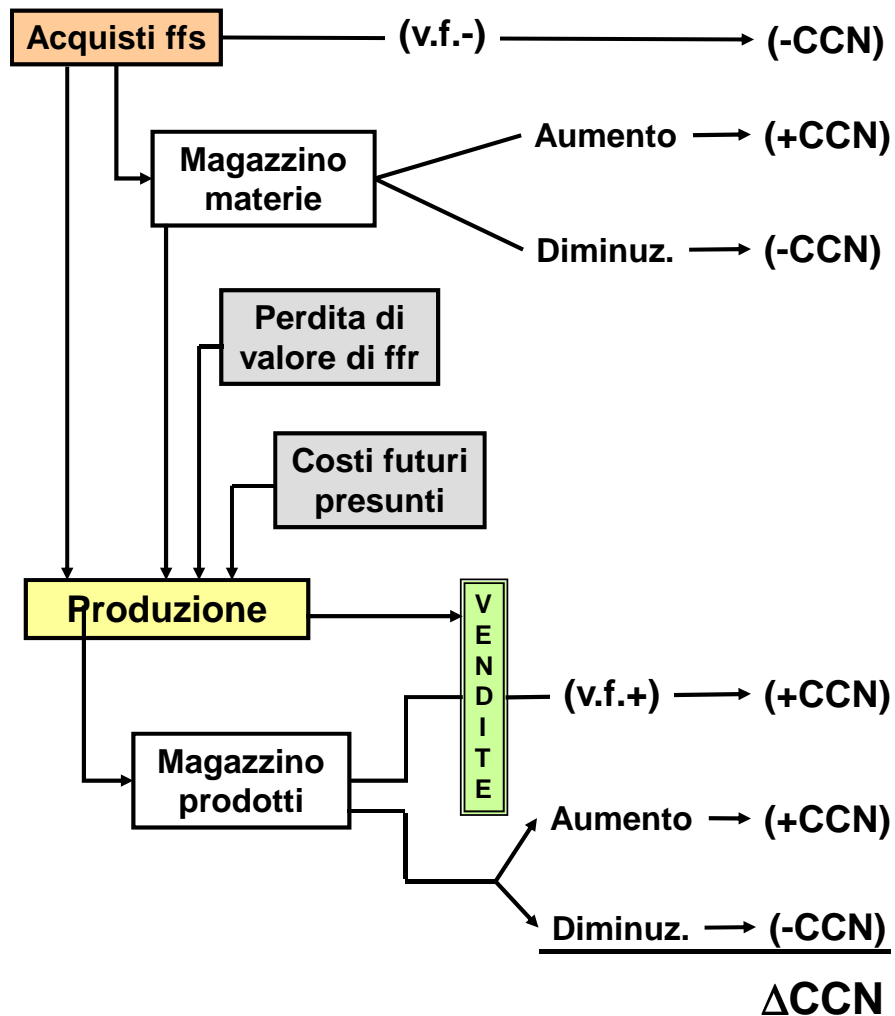 Acquisti ffs
(v.f.-)
(-CCN)
Magazzino
materie
Aumento
(+CCN)
Diminuz.
(-CCN)
Perdita di
valore di ffr
Costi futuri
presunti
Produzione
VENDITE
(v.f.+)
(+CCN)
Magazzino
prodotti
Aumento
(+CCN)
Diminuz.
(-CCN)
ΔCCN